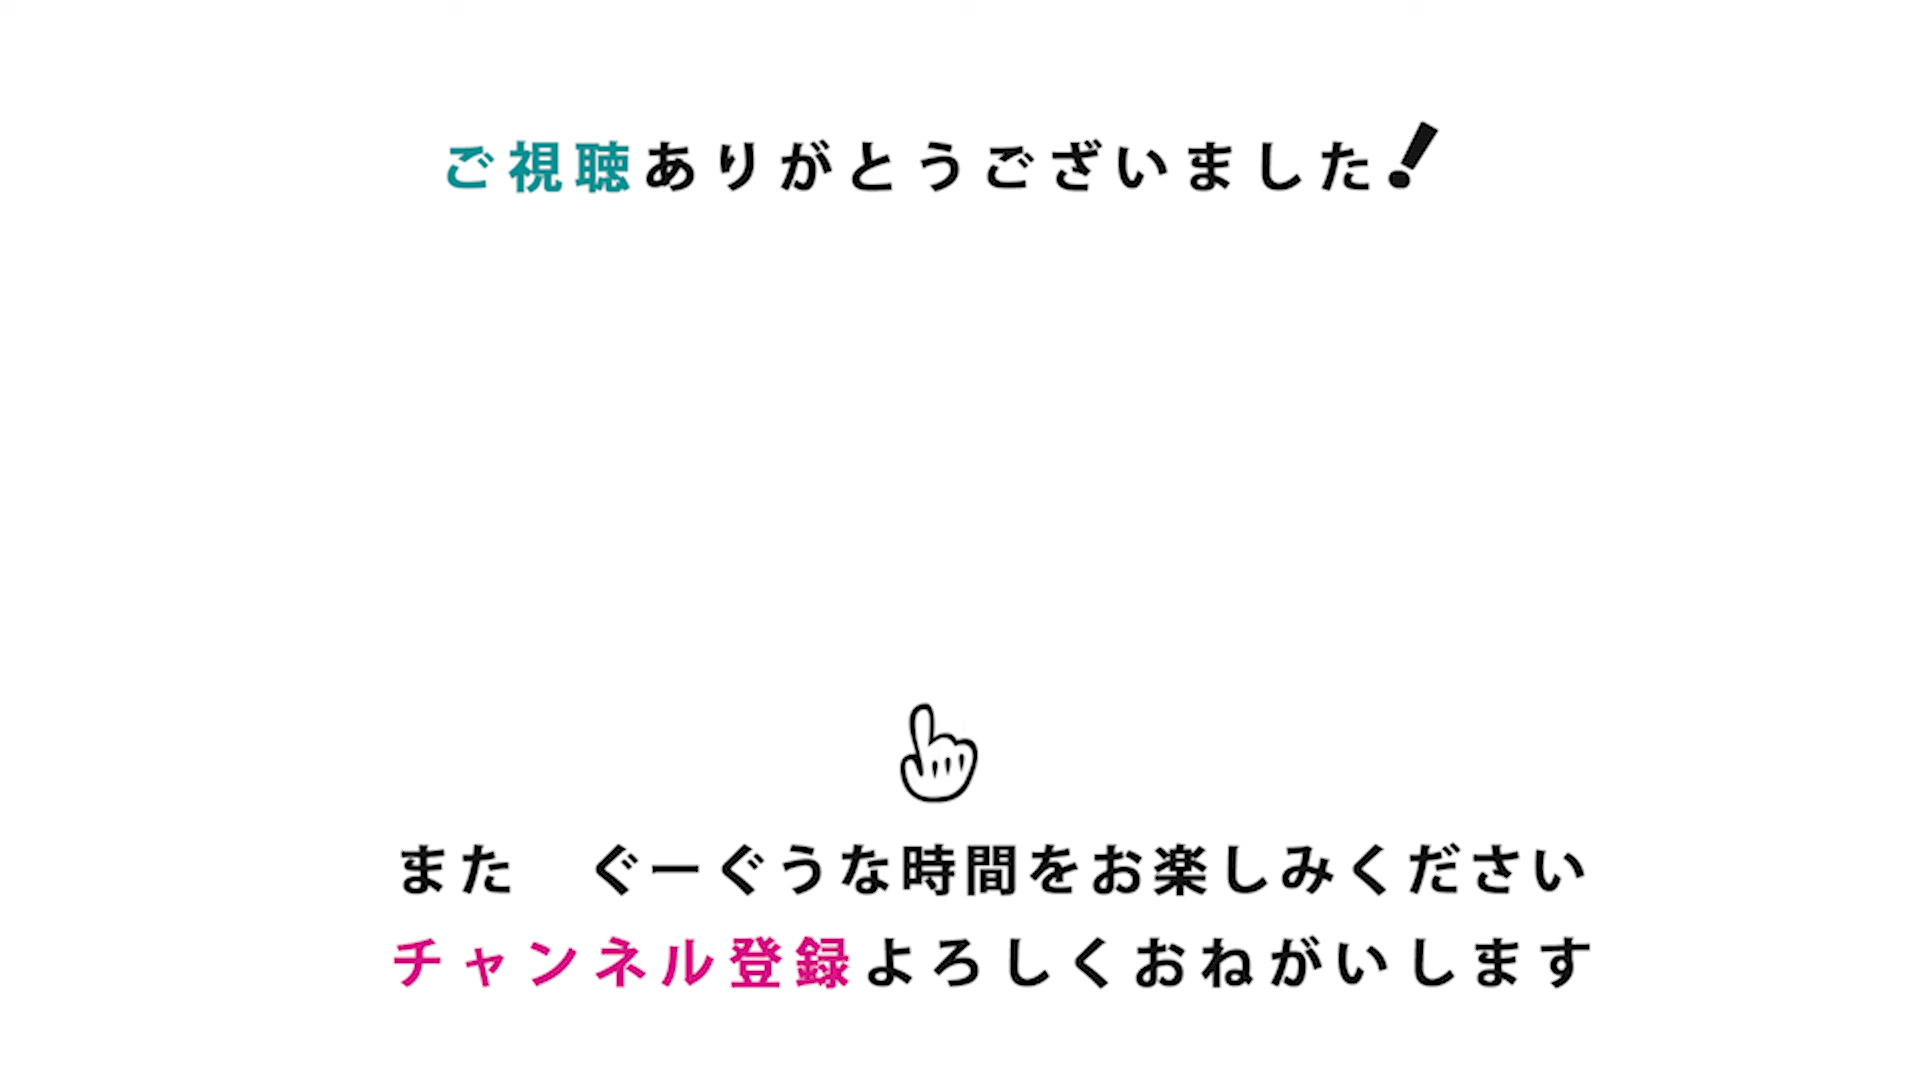 ご視聴ありがとうございました!
また　ぐーぐうな時間をお楽しみください
チャンネル登録よろしくおねがいします